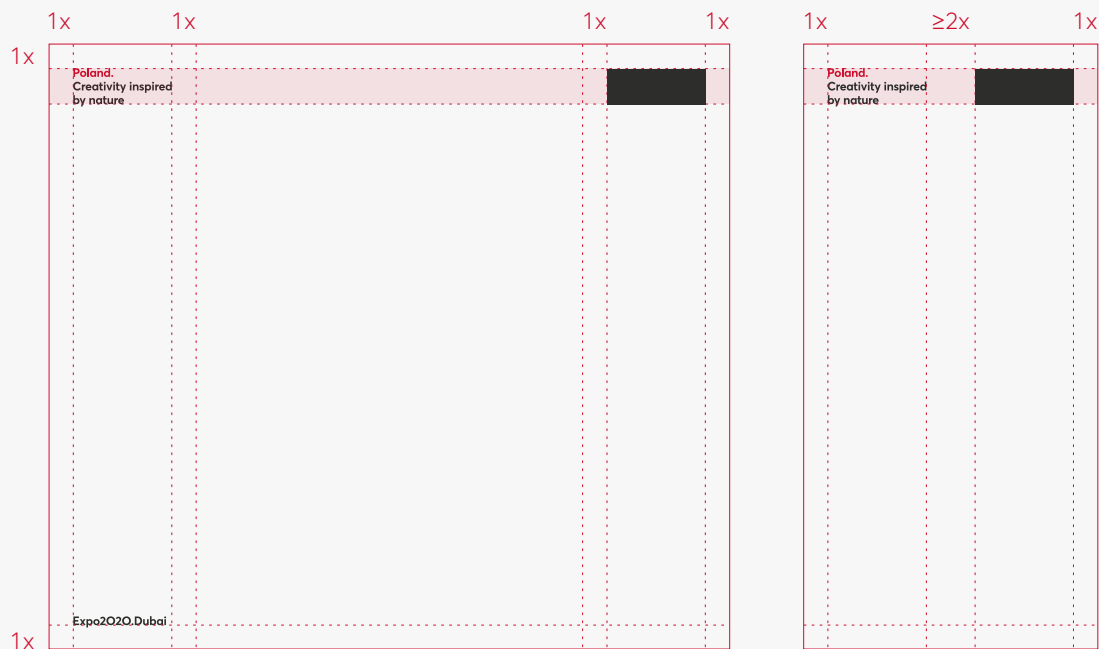 1x 1x 1x 1x 1x ≥2x 1x
1x
Poland.
Creativity inspired
by nature
Poland.
Creativity inspired
by nature
Expo2020.Dubai
1x